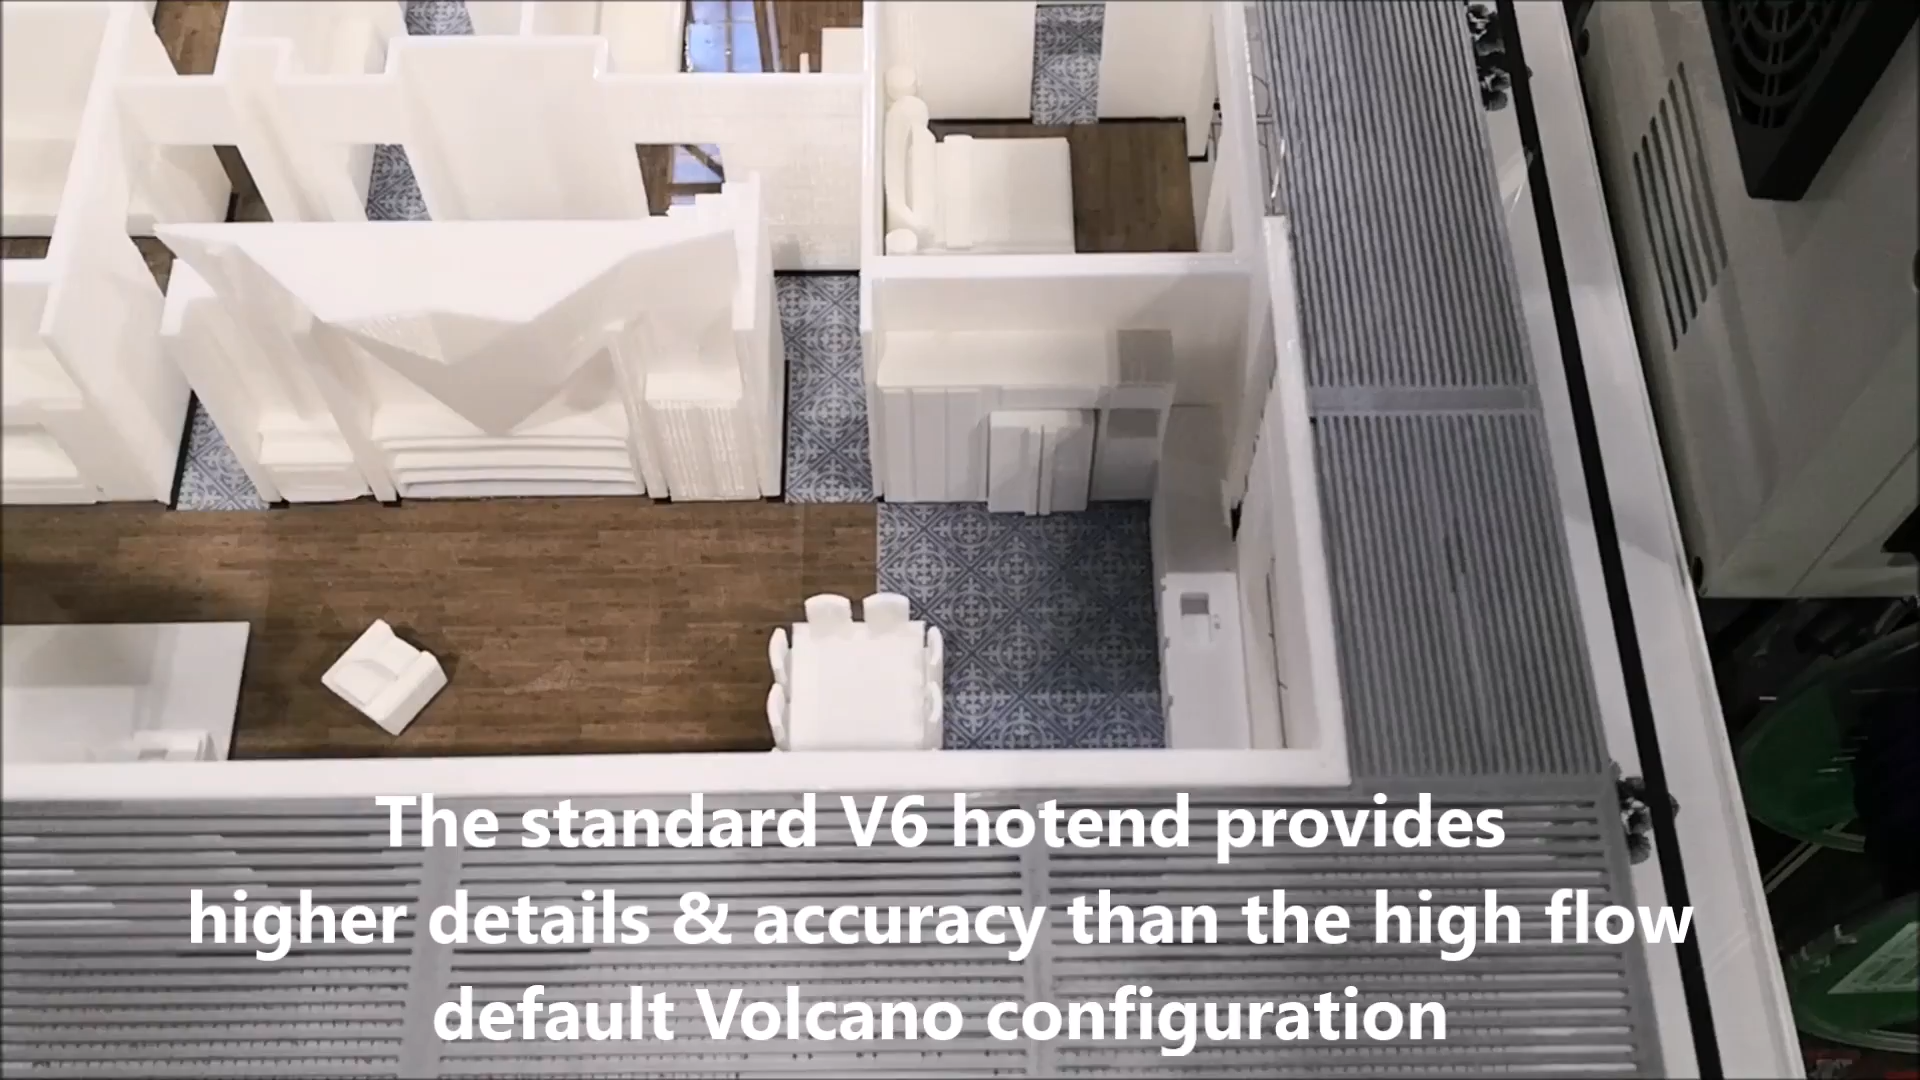 The standard V6 hotend provides
higher details & accuracy than the high flow
default Volcano configuration